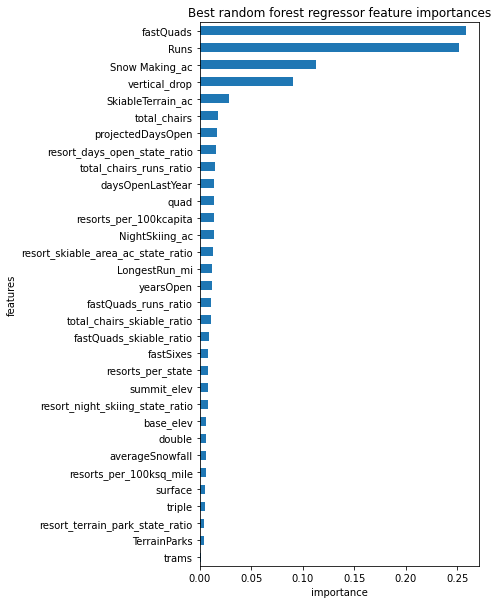 Best random forest regressor feature importances
fastQuads
Runs
Snow Making_ac
vertical_drop
SkiableTerrain_ac
total_chairs
projectedDaysOpen
resort_days_open_state_ratio
total_chairs_runs_ratio
daysOpenLastYear
quad
resorts_per_100kcapita
NightSkiing_ac
resort_skiable_area_ac_state_ratio
LongestRun_mi
yearsOpen
fastQuads_runs_ratio
total_chairs_skiable_ratio
fastQuads_skiable_ratio
fastSixes
resorts_per_state
summit_elev
resort_night_skiing_state_ratio
base_elev
double
averageSnowfall
resorts_per_100ksq_mile
surface
triple
resort_terrain_park_state_ratio
TerrainParks
trams
features
0.00 0.05 0.10 0.15 0.20 0.25
importance